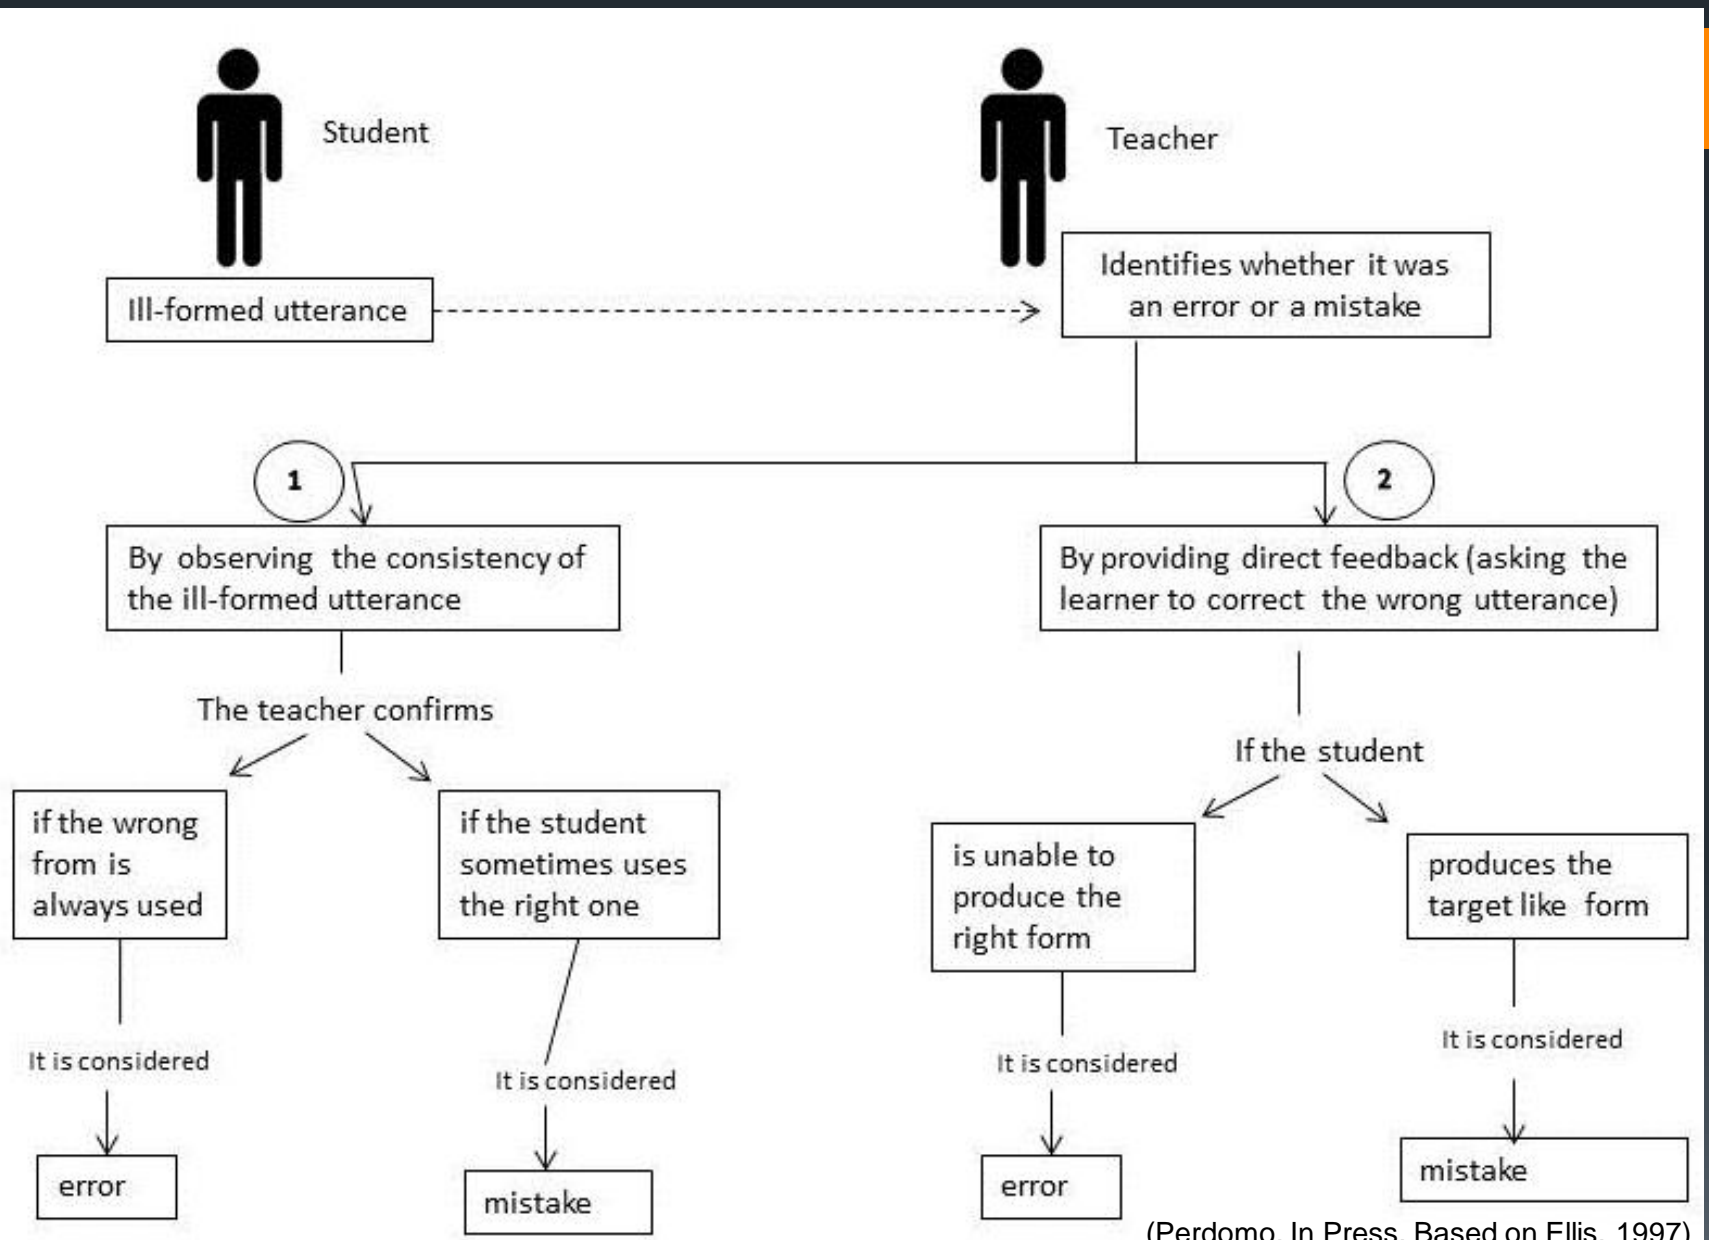 Student
Teacher
Identifies whether it was
an error or a mistake
Ill-formed utterance
1
2
By observing the consistency of
the ill-formed utterance
By providing direct feedback (asking the
learner to correct the wrong utterance)
The teacher confirms
If the student
if the wrong
from is
always used
if the student
sometimes uses
the right one
is unable to
produce the
right form
produces the
target like form
It is considered
It is considered
It is considered
It is considered
error
mistake
error
mistake
(Perdomo, In Press. Based on Ellis, 1997)